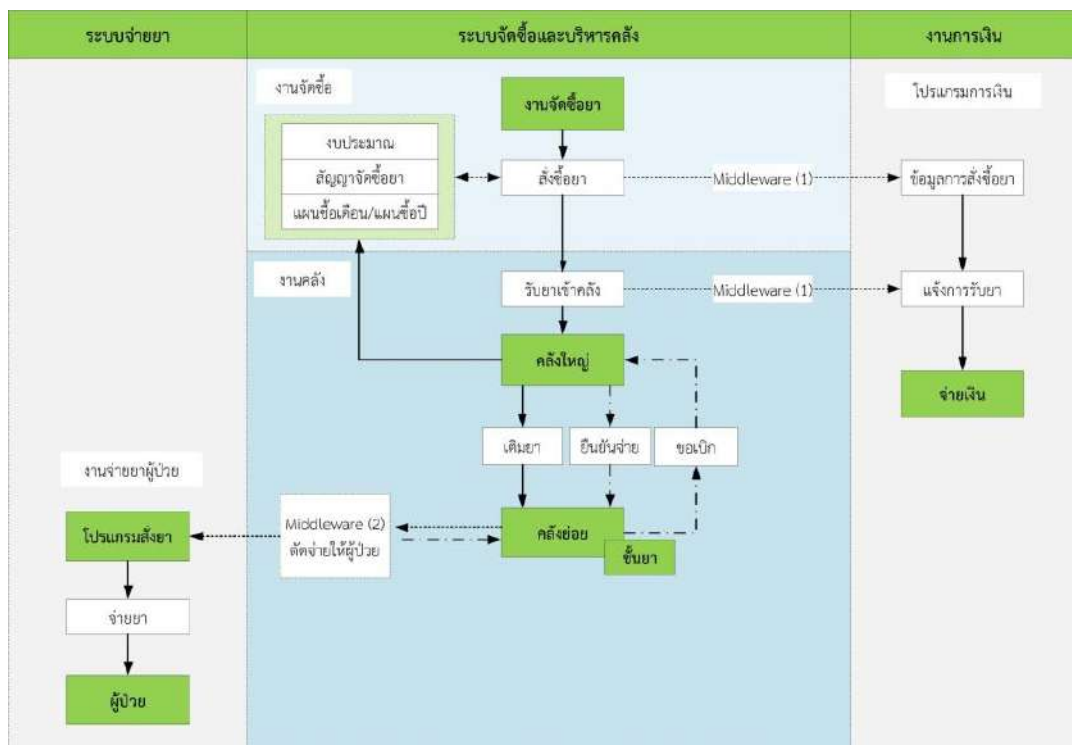 ระบบจ่ายยา
ระบบจัดซื้อและบริหารคลัง
งานการเงิน
งานจัดซื้อ
งานจัดซื้อยา
โปรแกรมการเงิน
งบประมาณ
สัญญาจัดซื้อยา
แผนซื้อเดือน/แผนซื้อปี
สั่งซื้อยา
Middleware (1)
ข้อมูลการสั่งซื้อยา
งานคลัง
รับยาเข้าคลัง
Middleware (1)
แจ้งการรับยา
คลังใหญ่
จ่ายเงิน
เติมยา
ยืนยันจ่าย
ขอเบิก
งานจ่ายยาผู้ป่วย
โปรแกรมสั่งยา
Middleware (2)
ตัดจ่ายให้ผู้ป่วย
คลังย่อย
ชั้นยา
จ่ายยา
ผู้ป่วย